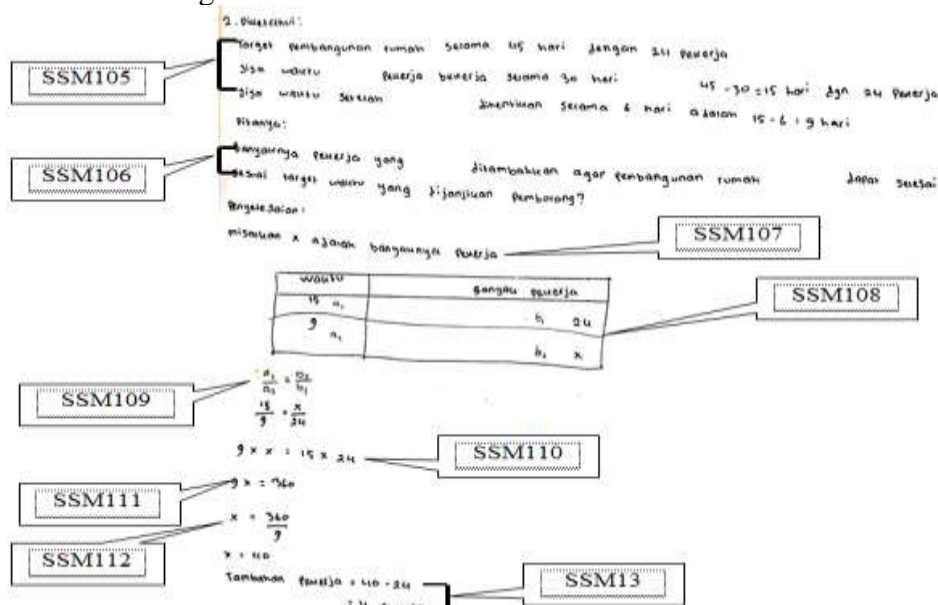 2. Diketahui:
Target pembangunan rumah selama 45 hari dengan 24 pekerja
SSM105
Sisa waktu pekerja bekerja selama 30 hari 45 - 30 = 15 hari dgn 24 pekerja
Sisa waktu setelah dihentikan selama 6 hari adalah 15 - 6 = 9 hari
Ditanya:
SSM106
Banyaknya pekerja yang ditambahkan agar pembangunan rumah dapat selesai
sesuai target waktu yang dijanjikan pemborong?
Penyelesaian:
misalkan x adalah banyaknya pekerja
SSM107
waktu Banyak pekerja
15 a₁ b₁ 24
SSM108
9 a₂ b₂ x
SSM109
a₁/a₂ = b₂/b₁
15/9 = x/24
9 x x = 15 x 24
SSM110
SSM111
9x = 360
x = 360/9
SSM112
x = 40
Tambahan pekerja = 40 - 24
SSM13